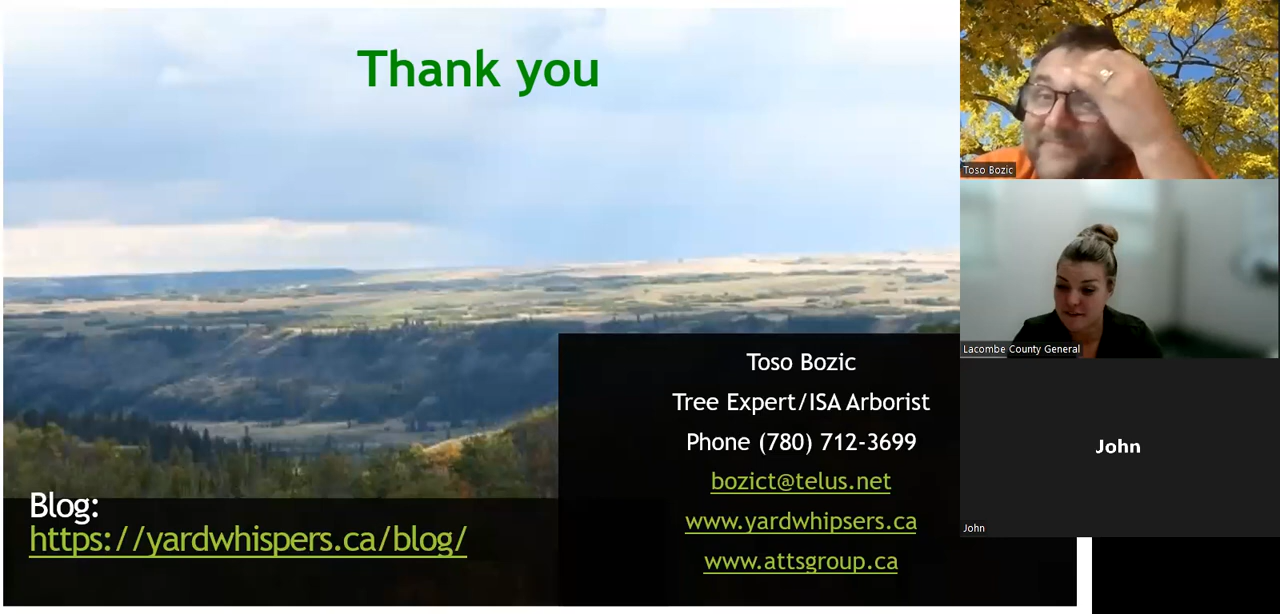 Thank you
Toso Bozic
Tree Expert/ISA Arborist
Phone (780) 712-3699
bozict@telus.net
www.yardwhipsers.ca
www.attsgroup.ca
Blog:
https://yardwhispers.ca/blog/
Toso Bozic
Lacombe County General
John
John